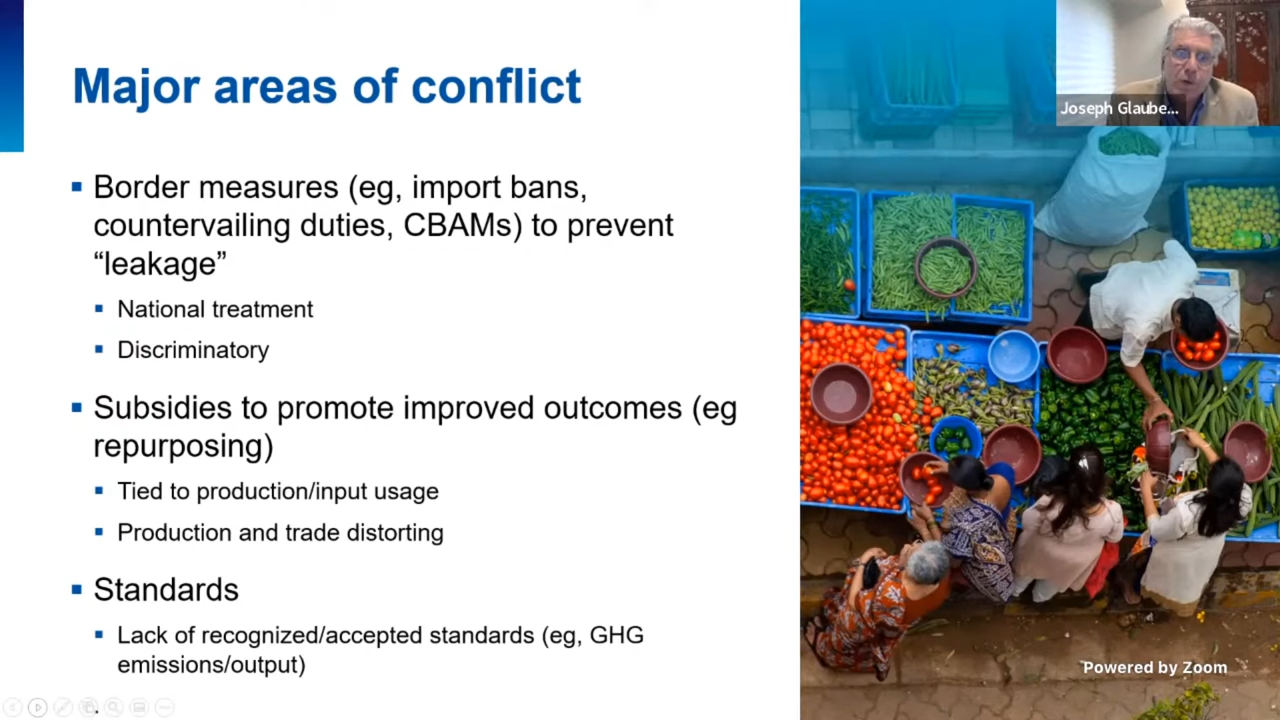 Major areas of conflict
Joseph Glaube...
▪ Border measures (eg, import bans,
countervailing duties, CBAMs) to prevent
“leakage”
▪ National treatment
▪ Discriminatory
▪ Subsidies to promote improved outcomes (eg
repurposing)
▪ Tied to production/input usage
▪ Production and trade distorting
▪ Standards
▪ Lack of recognized/accepted standards (eg, GHG
emissions/output)
Powered by Zoom